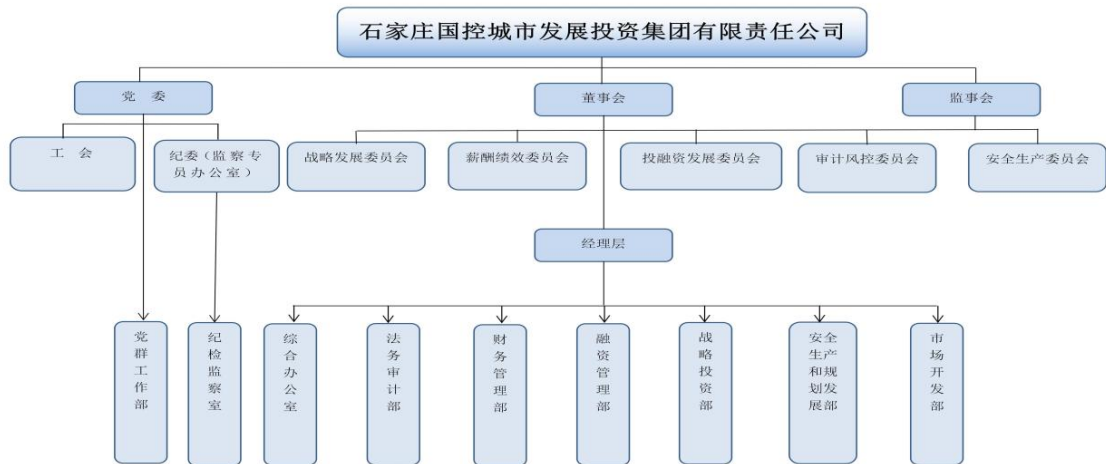 石家庄国控城市发展投资集团有限责任公司
党 委
董事会
监事会
工 会
纪委（监察专
员办公室）
战略发展委员会
薪酬绩效委员会
投融资发展委员会
审计风控委员会
安全生产委员会
经理层
党群工作部
纪检监察室
综合办公室
法务审计部
财务管理部
融资管理部
战略投资部
安全
生产
和规
划发
展部
市场开发部